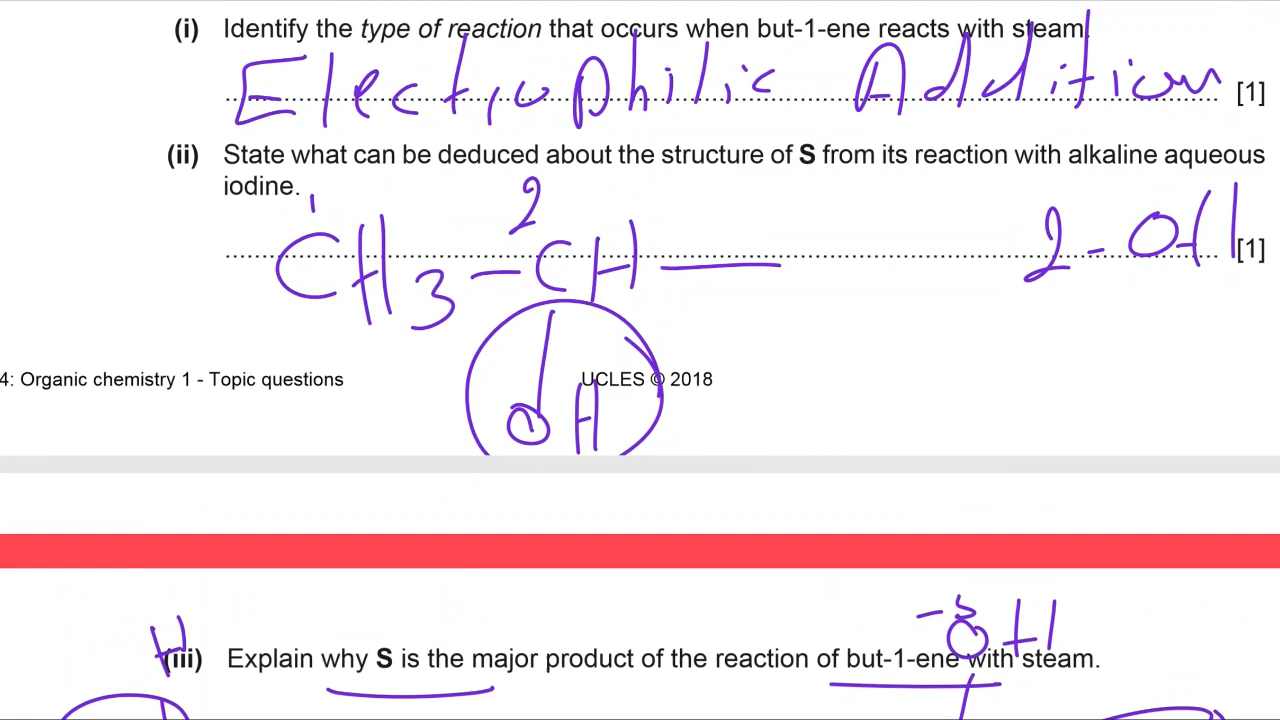 (i) Identify the type of reaction that occurs when but-1-ene reacts with steam.
Electrophilic Addition [1]
(ii) State what can be deduced about the structure of S from its reaction with alkaline aqueous
iodine.
1 2
CH3-CH— 2-OH [1]
OH
4: Organic chemistry 1 - Topic questions UCLES © 2018
H -OH
(iii) Explain why S is the major product of the reaction of but-1-ene with steam.